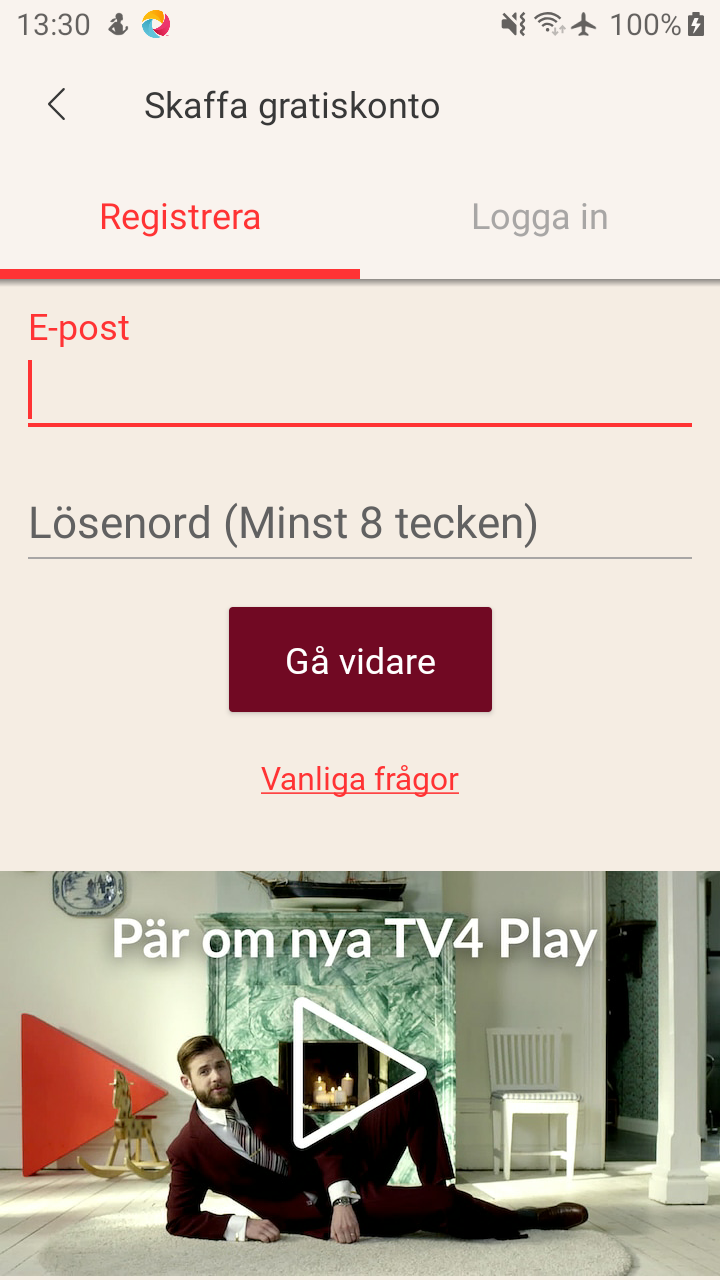 13:30
100%
Skaffa gratiskonto
Registrera
Logga in
E-post
Lösenord (Minst 8 tecken)
Gå vidare
Vanliga frågor
Pär om nya TV4 Play